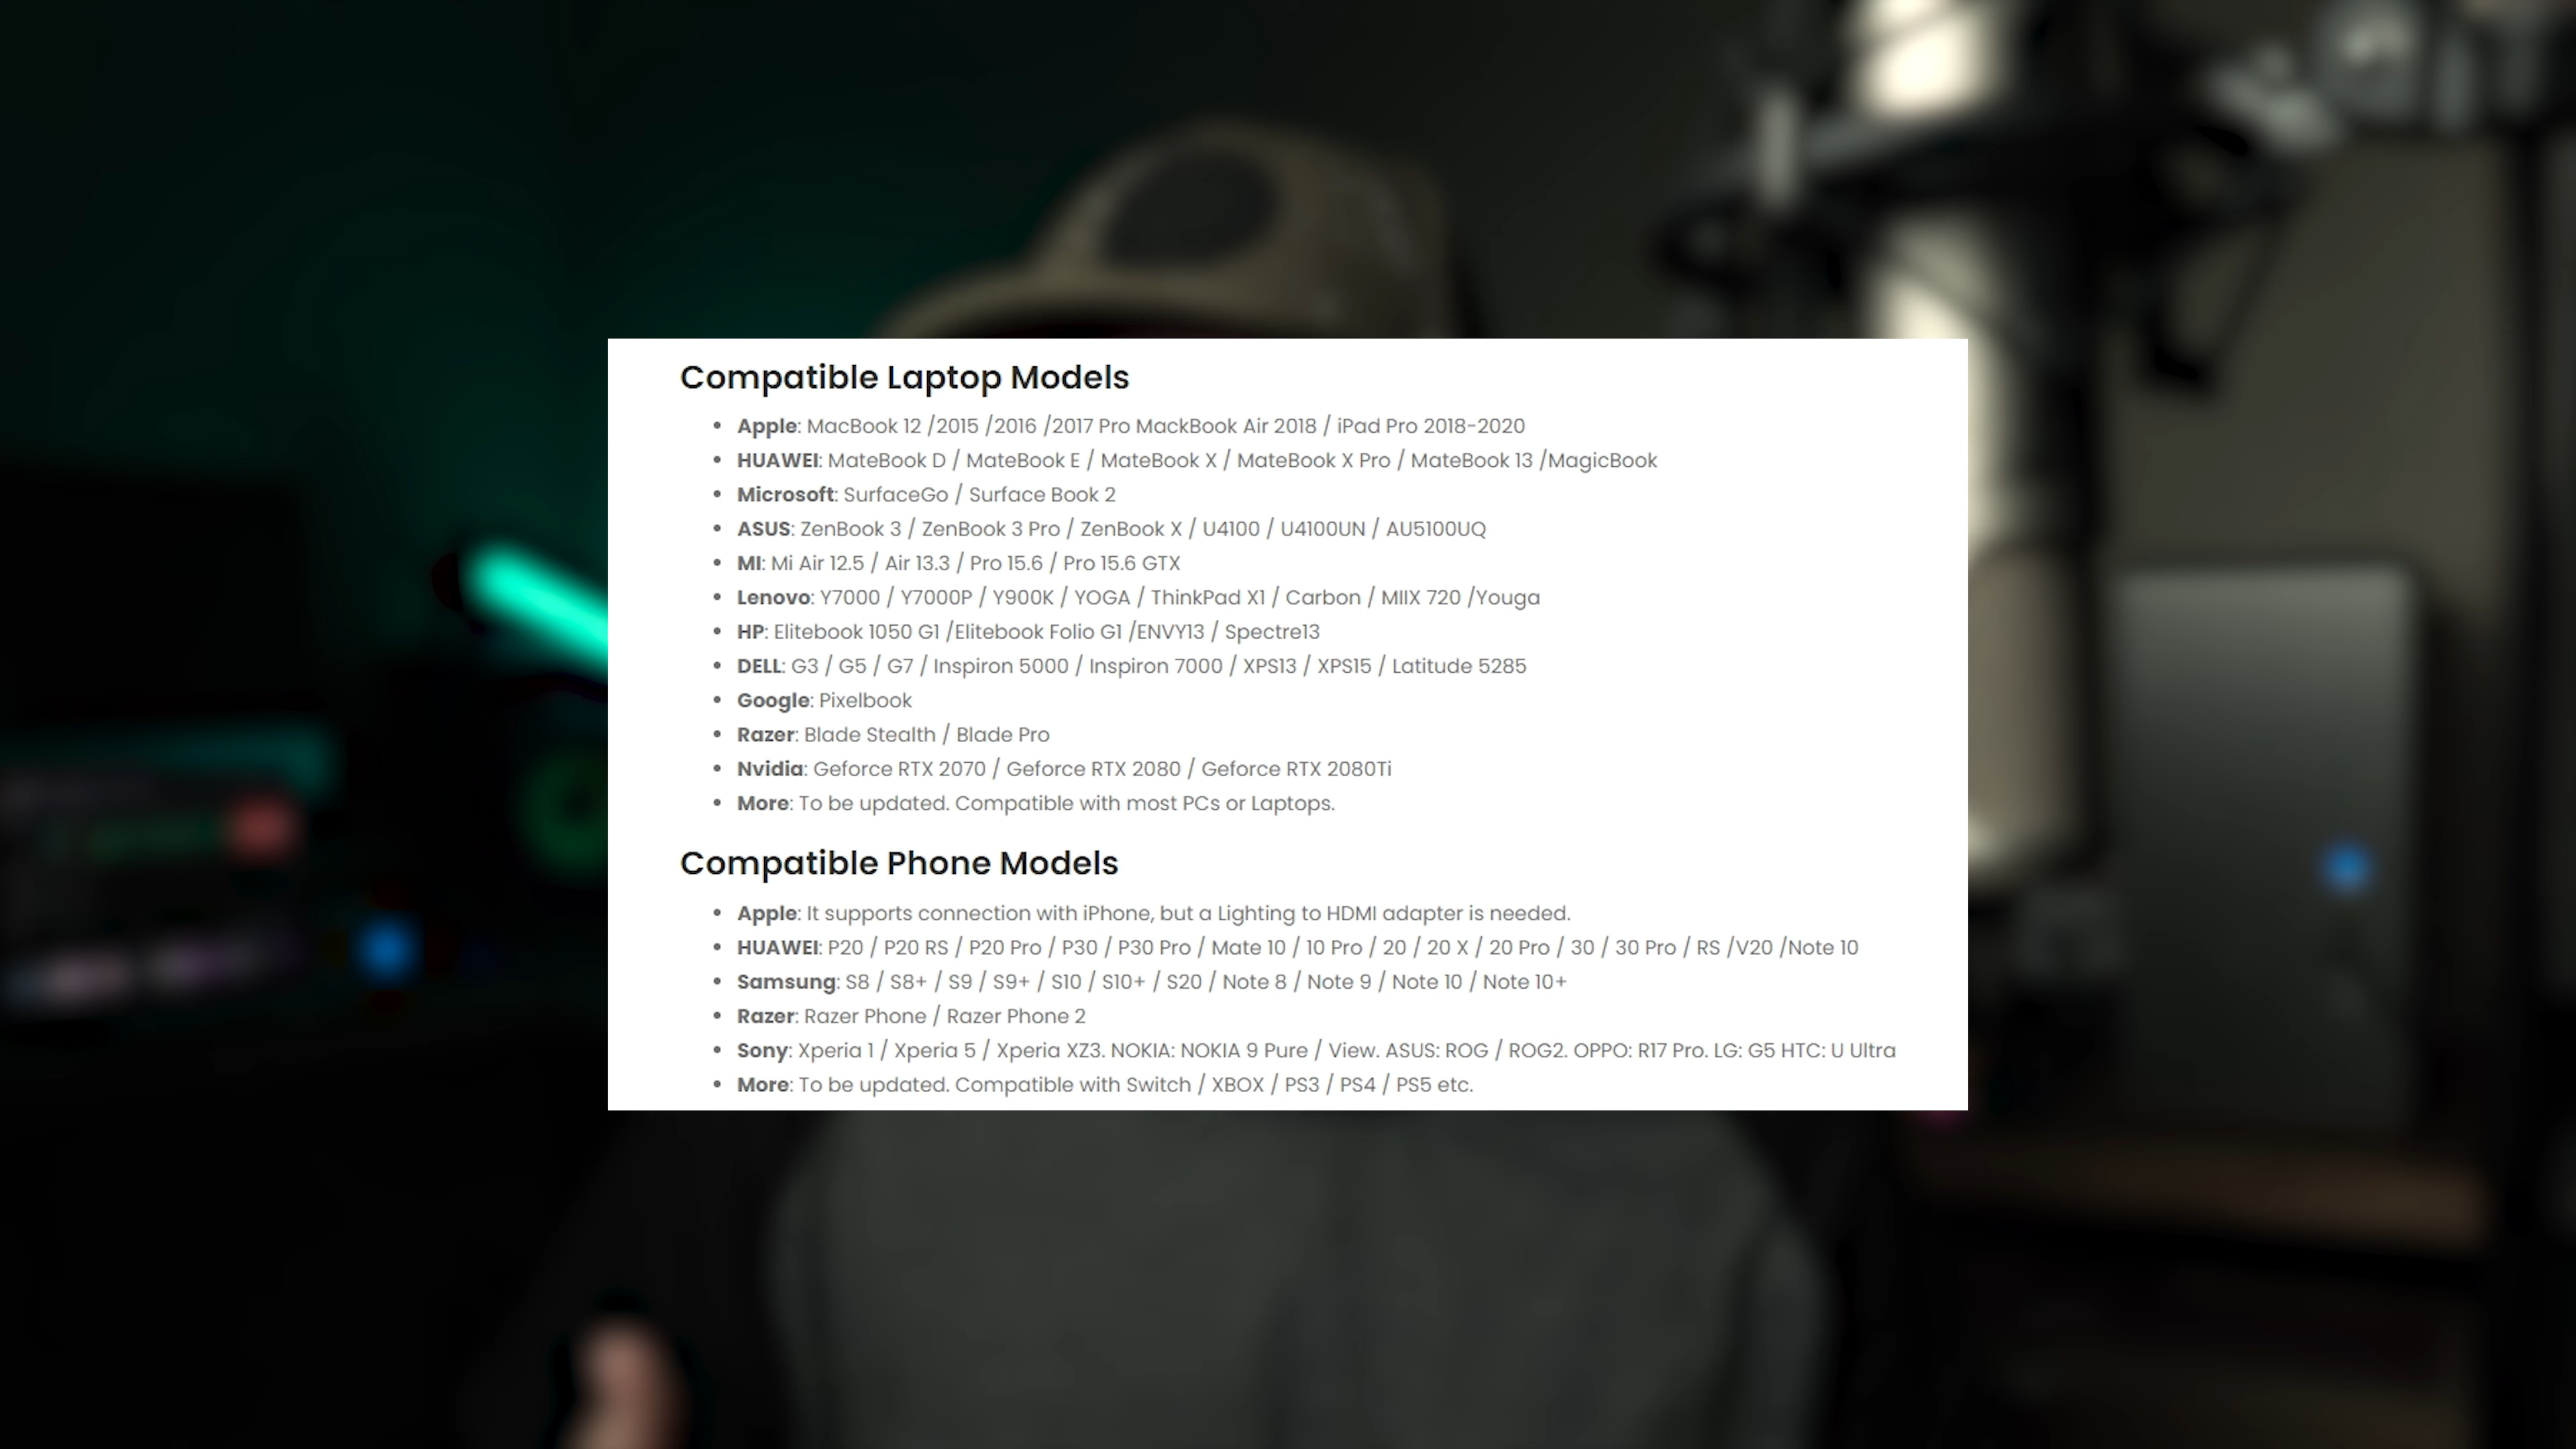 Compatible Laptop Models
Apple: MacBook 12 /2015 /2016 /2017 Pro MackBook Air 2018 / iPad Pro 2018-2020
HUAWEI: MateBook D / MateBook E / MateBook X / MateBook X Pro / MateBook 13 /MagicBook
Microsoft: SurfaceGo / Surface Book 2
ASUS: ZenBook 3 / ZenBook 3 Pro / ZenBook X / U4100 / U4100UN / AU5100UQ
MI: Mi Air 12.5 / Air 13.3 / Pro 15.6 / Pro 15.6 GTX
Lenovo: Y7000 / Y7000P / Y900K / YOGA / ThinkPad X1 / Carbon / MIIX 720 /Youga
HP: Elitebook 1050 G1 /Elitebook Folio G1 /ENVY13 / Spectre13
DELL: G3 / G5 / G7 / Inspiron 5000 / Inspiron 7000 / XPS13 / XPS15 / Latitude 5285
Google: Pixelbook
Razer: Blade Stealth / Blade Pro
Nvidia: Geforce RTX 2070 / Geforce RTX 2080 / Geforce RTX 2080Ti
More: To be updated. Compatible with most PCs or Laptops.
Compatible Phone Models
Apple: It supports connection with iPhone, but a Lighting to HDMI adapter is needed.
HUAWEI: P20 / P20 RS / P20 Pro / P30 / P30 Pro / Mate 10 / 10 Pro / 20 / 20 X / 20 Pro / 30 / 30 Pro / RS /V20 /Note 10
Samsung: S8 / S8+ / S9 / S9+ / S10 / S10+ / S20 / Note 8 / Note 9 / Note 10 / Note 10+
Razer: Razer Phone / Razer Phone 2
Sony: Xperia 1 / Xperia 5 / Xperia XZ3. NOKIA: NOKIA 9 Pure / View. ASUS: ROG / ROG2. OPPO: R17 Pro. LG: G5 HTC: U Ultra
More: To be updated. Compatible with Switch / XBOX / PS3 / PS4 / PS5 etc.